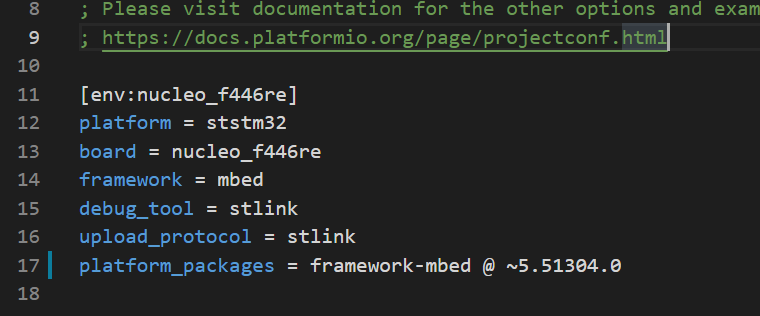 8 ; Please visit documentation for the other options and exam
9 ; https://docs.platformio.org/page/projectconf.html
10
11 [env:nucleo_f446re]
12 platform = ststm32
13 board = nucleo_f446re
14 framework = mbed
15 debug_tool = stlink
16 upload_protocol = stlink
17 platform_packages = framework-mbed @ ~5.51304.0
18